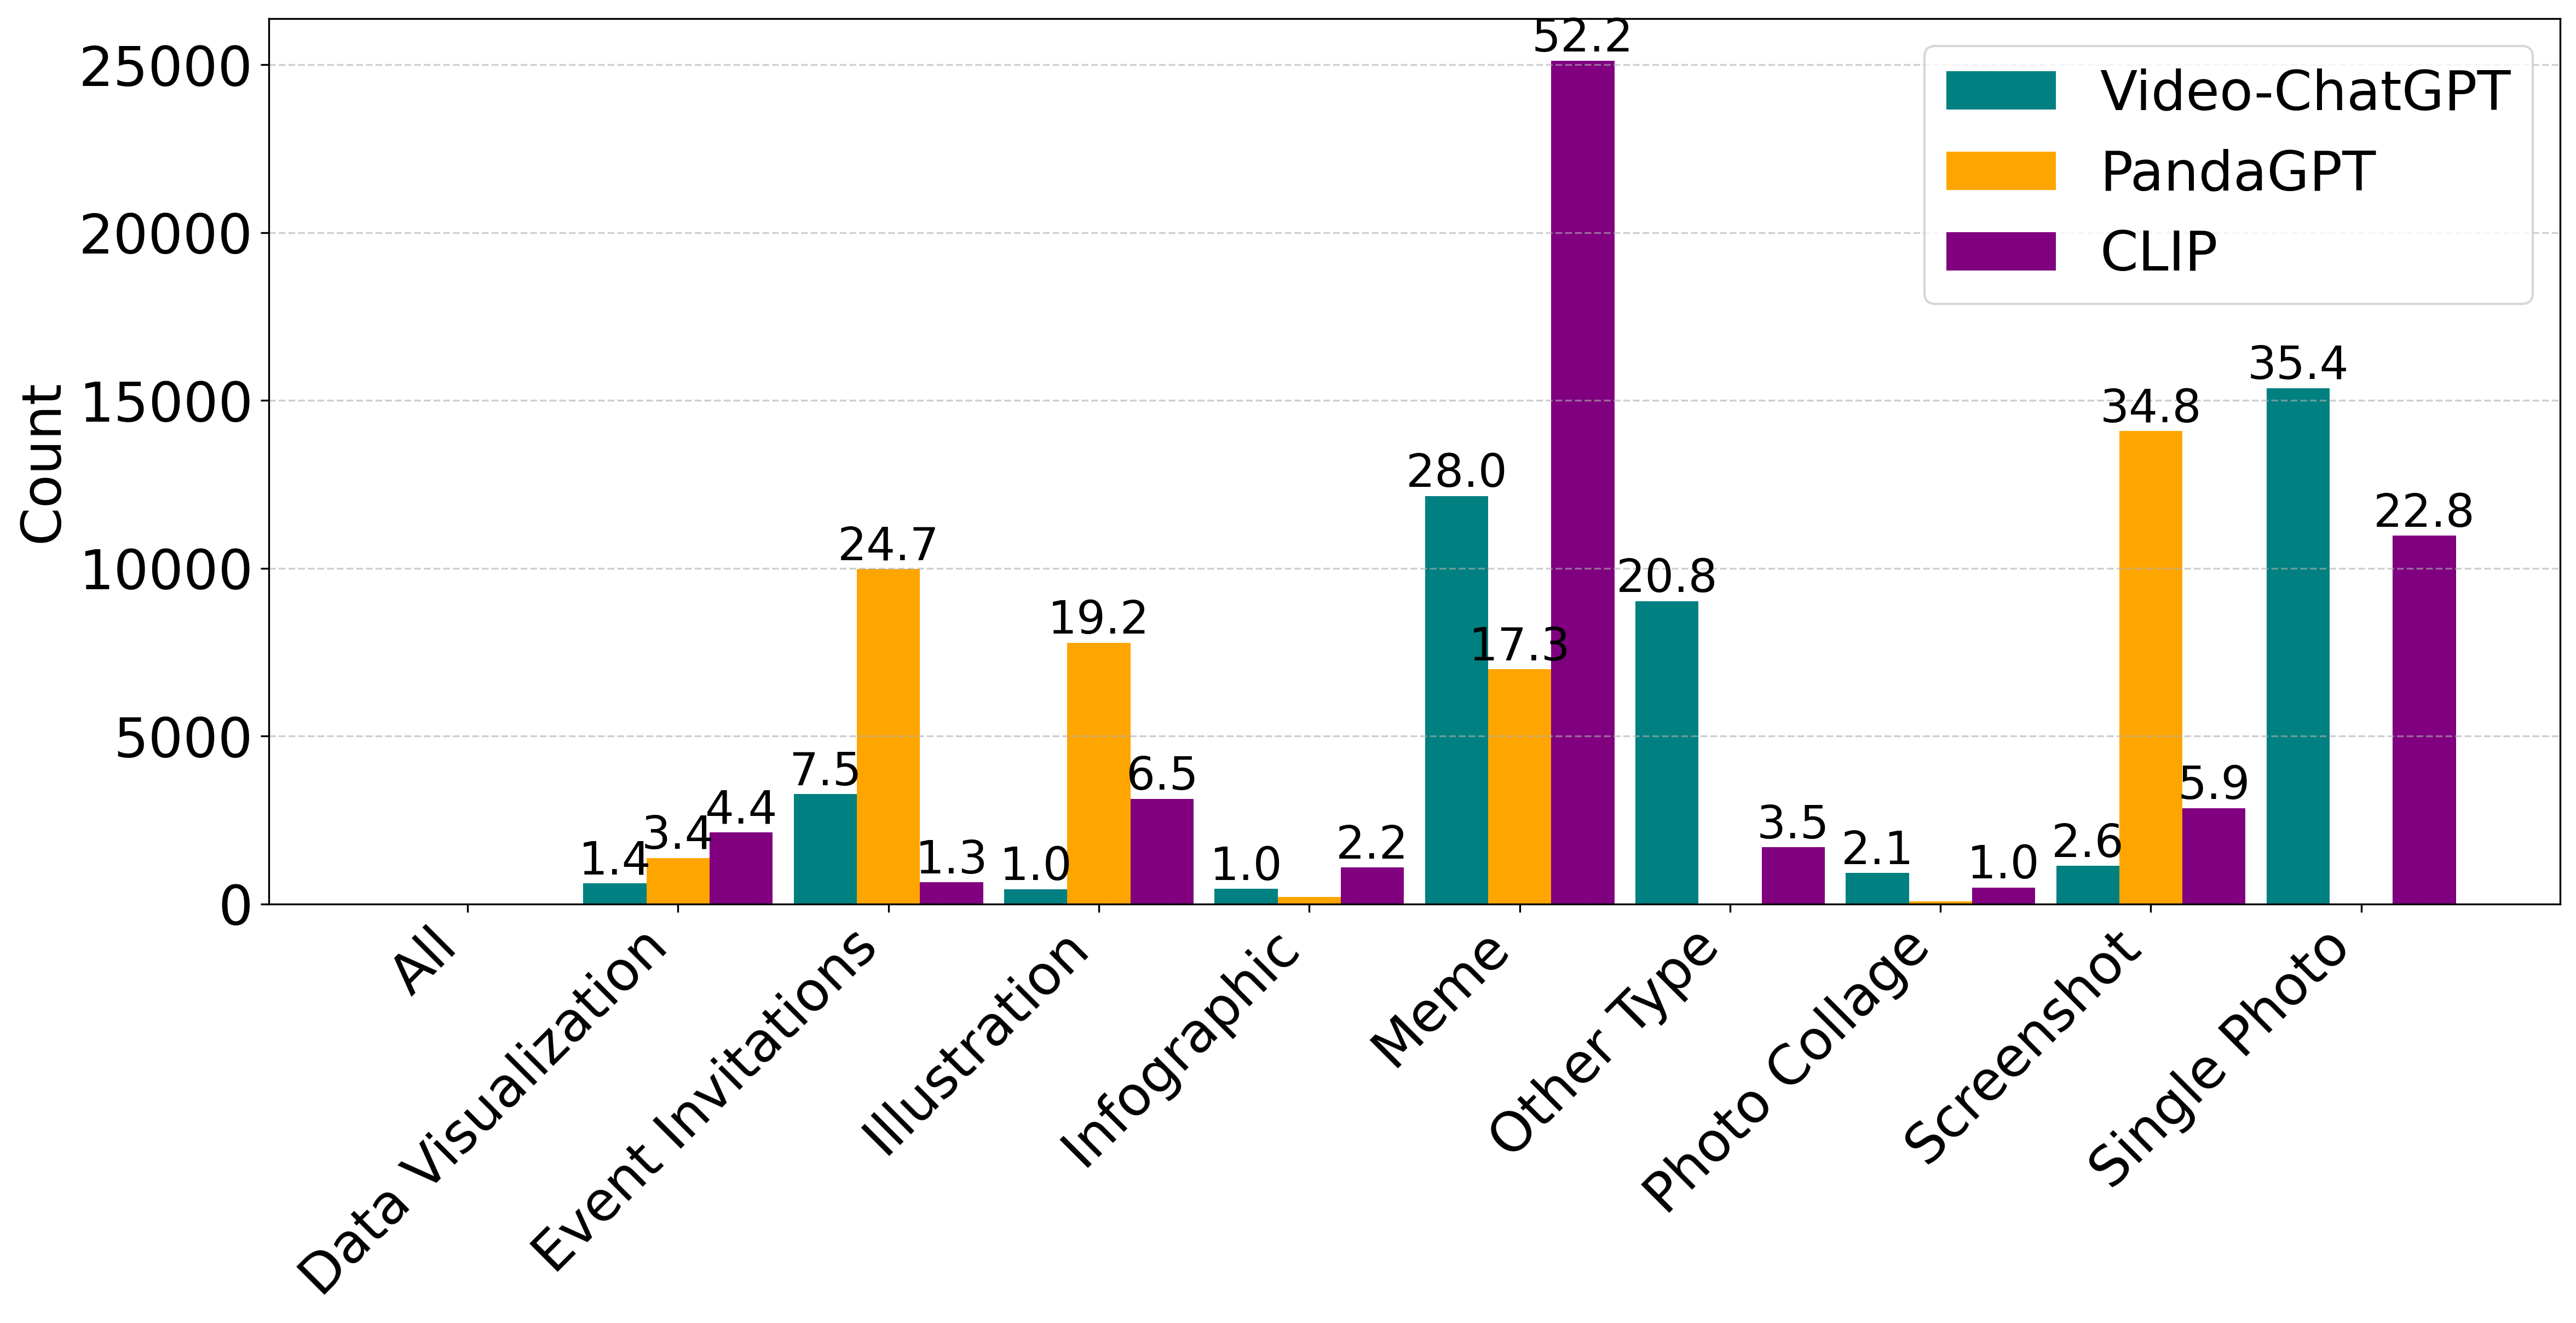 Count
25000
20000
15000
10000
5000
0
Video-ChatGPT
PandaGPT
CLIP
1.4
3.4
4.4
7.5
24.7
1.3
1.0
19.2
6.5
1.0
2.2
28.0
17.3
52.2
20.8
3.5
2.1
1.0
2.6
34.8
5.9
35.4
22.8
All
Data Visualization
Event Invitations
Illustration
Infographic
Meme
Other Type
Photo Collage
Screenshot
Single Photo